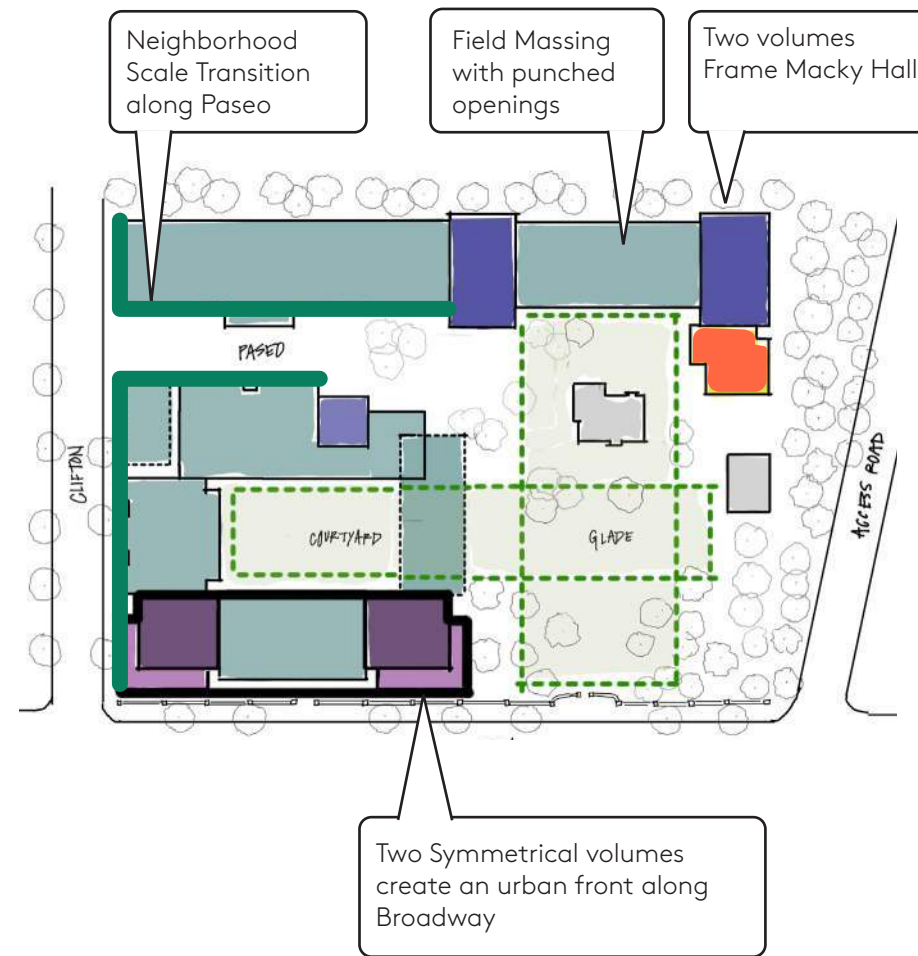 Neighborhood
Scale Transition
along Paseo
Field Massing
with punched
openings
Two volumes
Frame Macky Hall
PASEO
CLIFTON
COURTYARD
GLADE
ACCESS ROAD
Two Symmetrical volumes
create an urban front along
Broadway